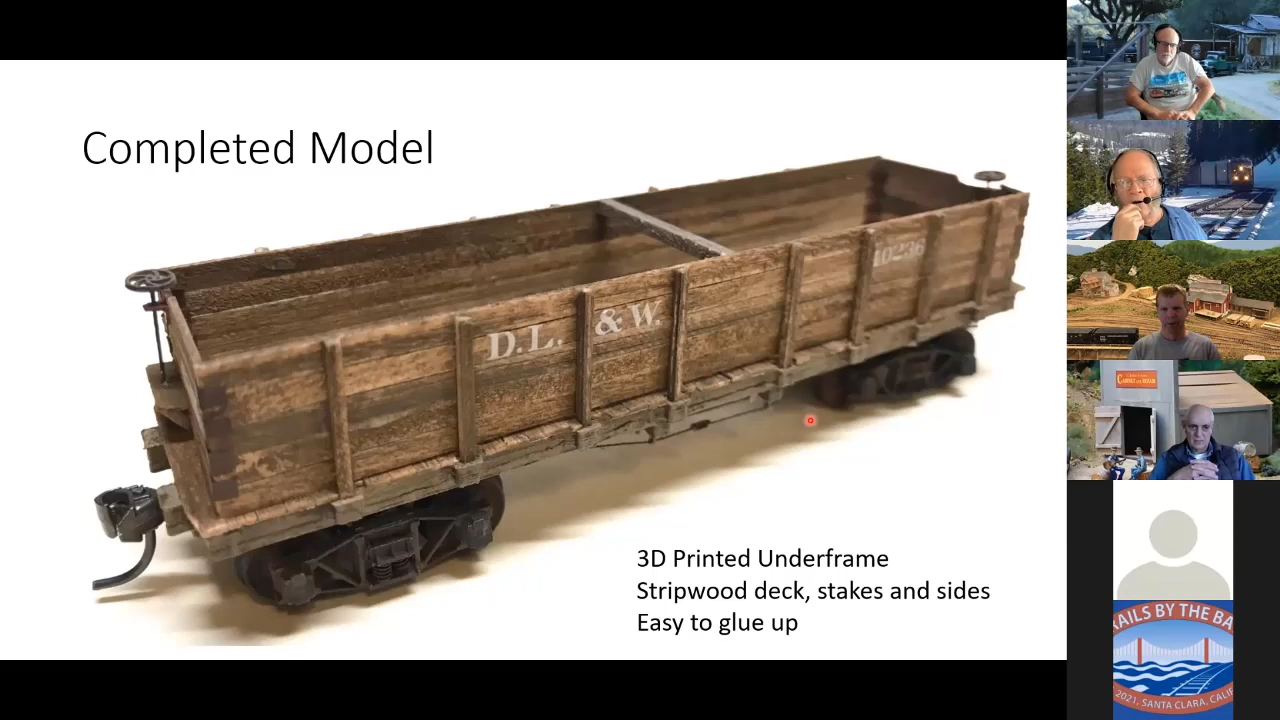 Completed Model
D.L. & W.
10236
3D Printed Underframe
Stripwood deck, stakes and sides
Easy to glue up
RAILS BY THE BA
2021, SANTA CLARA, CALIF